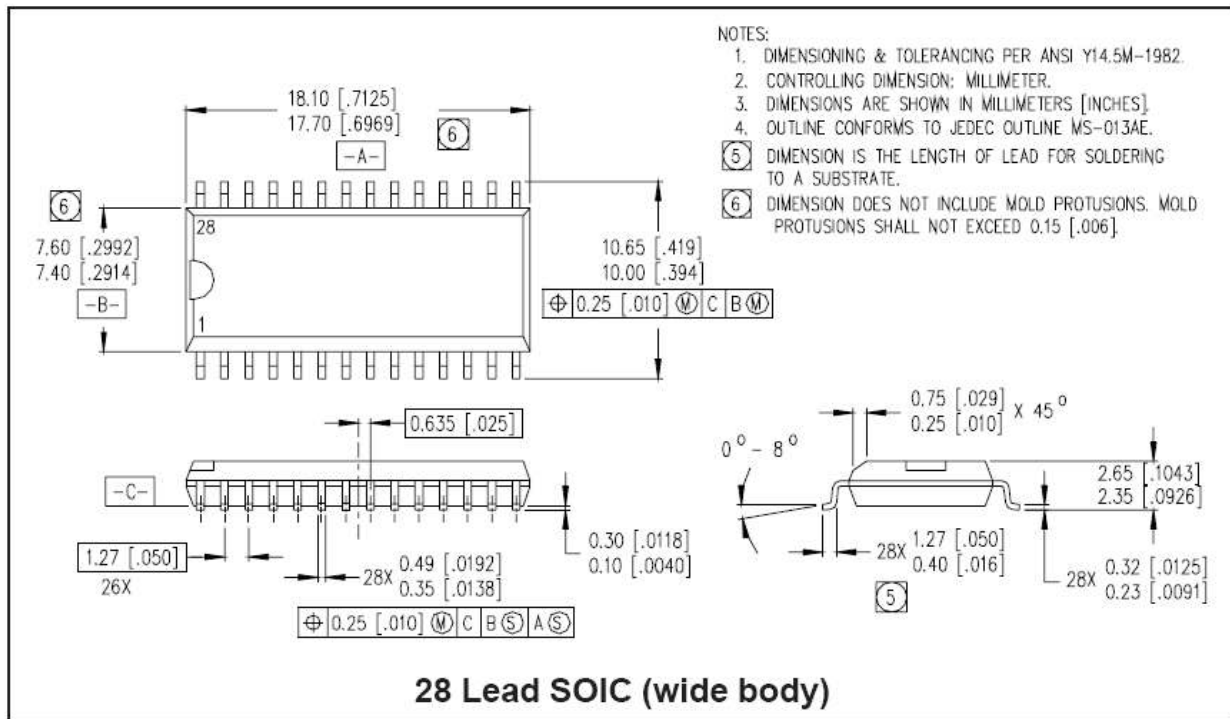 NOTES:
1. DIMENSIONING & TOLERANCING PER ANSI Y14.5M-1982.
2. CONTROLLING DIMENSION: MILLIMETER.
3. DIMENSIONS ARE SHOWN IN MILLIMETERS [INCHES].
4. OUTLINE CONFORMS TO JEDEC OUTLINE MS-013AE.
5 DIMENSION IS THE LENGTH OF LEAD FOR SOLDERING
TO A SUBSTRATE.
6 DIMENSION DOES NOT INCLUDE MOLD PROTUSIONS. MOLD
PROTUSIONS SHALL NOT EXCEED 0.15 [.006].
18.10 [.7125]
17.70 [.6969]
6
-A-
6
7.60 [.2992]
7.40 [.2914]
-B-
28
1
10.65 [.419]
10.00 [.394]
⌖ 0.25 [.010] Ⓜ C B Ⓜ
0.635 [.025]
-C-
1.27 [.050]
26X
28X 0.49 [.0192]
0.35 [.0138]
⌖ 0.25 [.010] Ⓜ C B Ⓢ A Ⓢ
0.30 [.0118]
0.10 [.0040]
0° - 8°
0.75 [.029]
0.25 [.010]
X 45°
2.65 [.1043]
2.35 [.0926]
28X 1.27 [.050]
0.40 [.016]
5
28X 0.32 [.0125]
0.23 [.0091]
28 Lead SOIC (wide body)